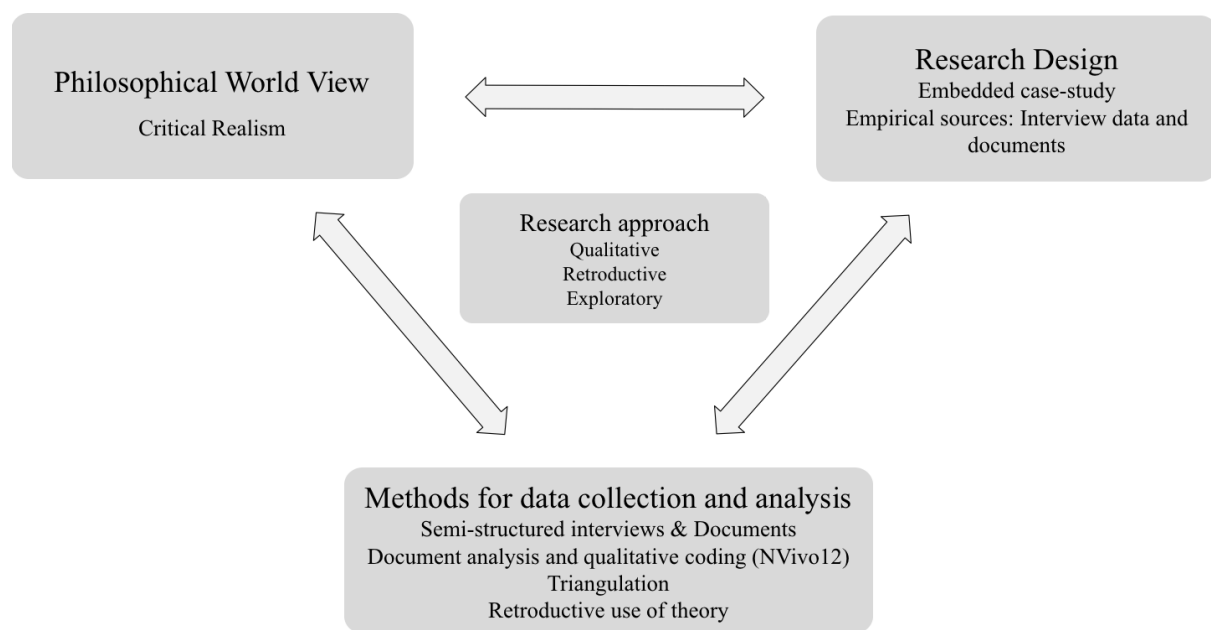 Philosophical World View
Critical Realism
Research Design
Embedded case-study
Empirical sources: Interview data and
documents
Research approach
Qualitative
Retroductive
Exploratory
Methods for data collection and analysis
Semi-structured interviews & Documents
Document analysis and qualitative coding (NVivo12)
Triangulation
Retroductive use of theory